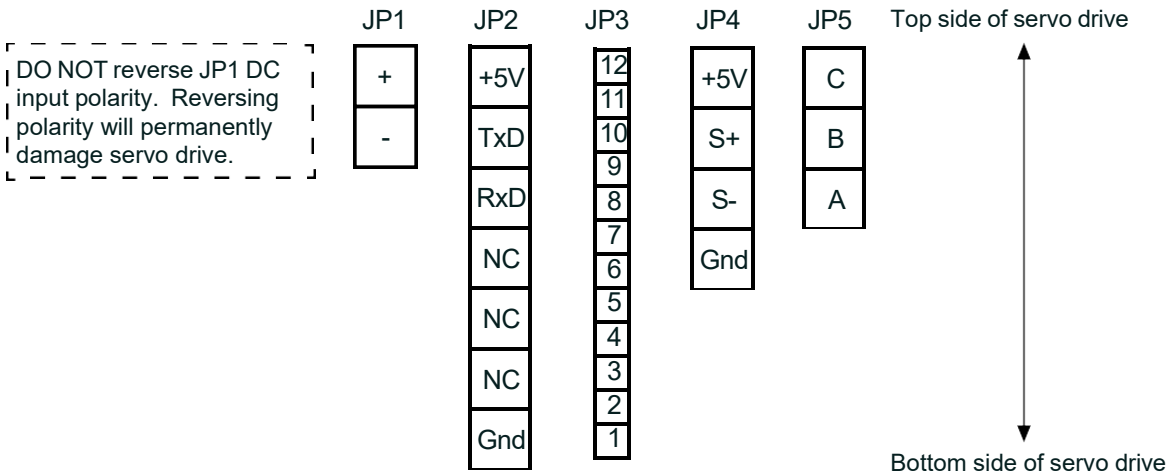 JP1 JP2 JP3 JP4 JP5 Top side of servo drive
DO NOT reverse JP1 DC
input polarity. Reversing
polarity will permanently
damage servo drive.
+
-
+5V
TxD
RxD
NC
NC
NC
Gnd
12
11
10
9
8
7
6
5
4
3
2
1
+5V
S+
S-
Gnd
C
B
A
Bottom side of servo drive